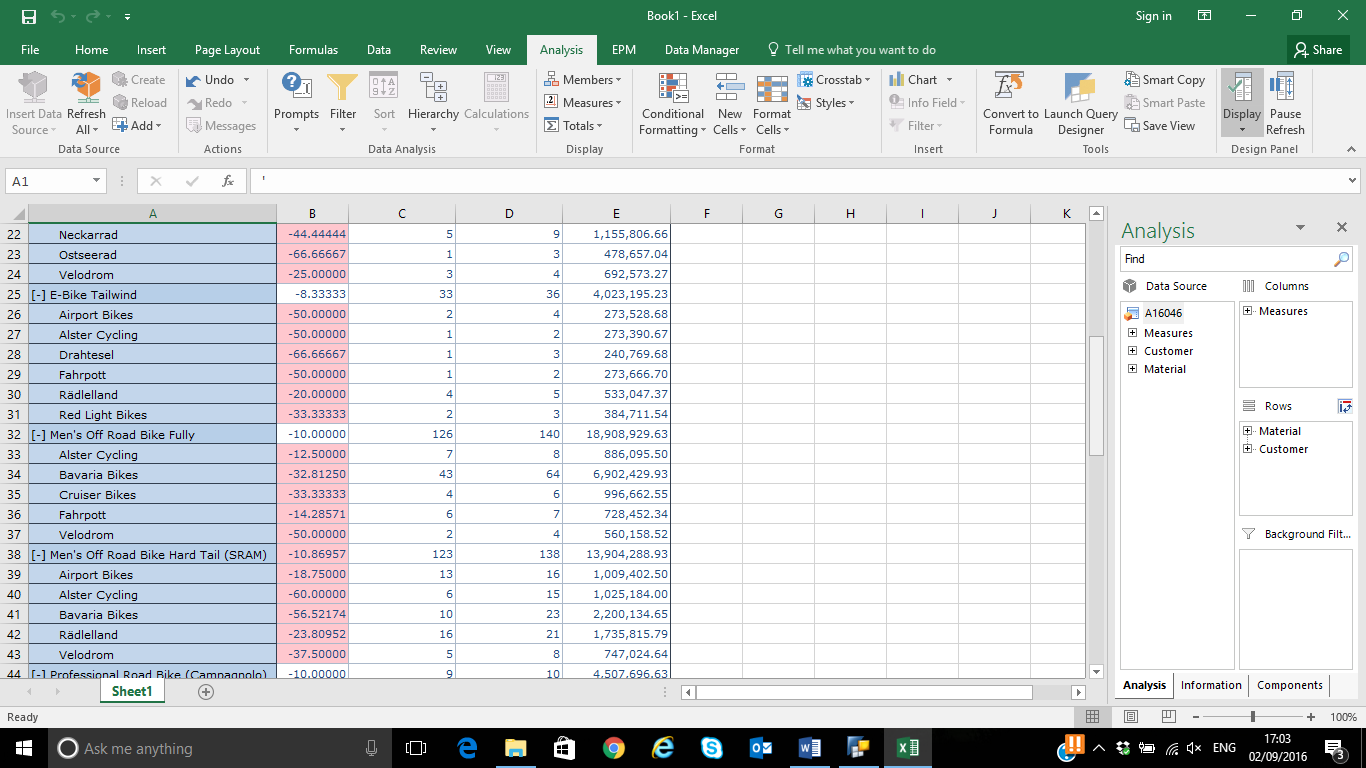 Book1 - Excel
Sign in
File Home Insert Page Layout Formulas Data Review View Analysis EPM Data Manager Tell me what you want to do Share
Insert Data Source
Refresh All
Create
Reload
Add
Data Source
Undo
Redo
Messages
Actions
Prompts
Filter
Sort
Hierarchy
Calculations
Data Analysis
Members
Measures
Totals
Display
Conditional Formatting
New Cells
Format Cells
Crosstab
Styles
Format
Chart
Info Field
Filter
Insert
Convert to Formula
Launch Query Designer
Smart Copy
Smart Paste
Save View
Tools
Display
Pause Refresh
Design Panel
A1 fx '
A B C D E F G H I J K
22 Neckarrad -44.44444 5 9 1,155,806.66
23 Ostseerad -66.66667 1 3 478,657.04
24 Velodrom -25.00000 3 4 692,573.27
25 [-] E-Bike Tailwind -8.33333 33 36 4,023,195.23
26 Airport Bikes -50.00000 2 4 273,528.68
27 Alster Cycling -50.00000 1 2 273,390.67
28 Drahtesel -66.66667 1 3 240,769.68
29 Fahrpott -50.00000 1 2 273,666.70
30 Rädlelland -20.00000 4 5 533,047.37
31 Red Light Bikes -33.33333 2 3 384,711.54
32 [-] Men's Off Road Bike Fully -10.00000 126 140 18,908,929.63
33 Alster Cycling -12.50000 7 8 886,095.50
34 Bavaria Bikes -32.81250 43 64 6,902,429.93
35 Cruiser Bikes -33.33333 4 6 996,662.55
36 Fahrpott -14.28571 6 7 728,452.34
37 Velodrom -50.00000 2 4 560,158.52
38 [-] Men's Off Road Bike Hard Tail (SRAM) -10.86957 123 138 13,904,288.93
39 Airport Bikes -18.75000 13 16 1,009,402.50
40 Alster Cycling -60.00000 6 15 1,025,184.00
41 Bavaria Bikes -56.52174 10 23 2,200,134.65
42 Rädlelland -23.80952 16 21 1,735,815.79
43 Velodrom -37.50000 5 8 747,024.64
44 [-] Professional Road Bike (Campagnolo) -10.00000 9 10 4,507,696.63
Analysis
Find
Data Source
A16046
Measures
Customer
Material
Columns
Measures
Rows
Material
Customer
Background Filt...
Analysis Information Components
Sheet1
Ready
100%
Ask me anything
ENG
17:03
02/09/2016
3